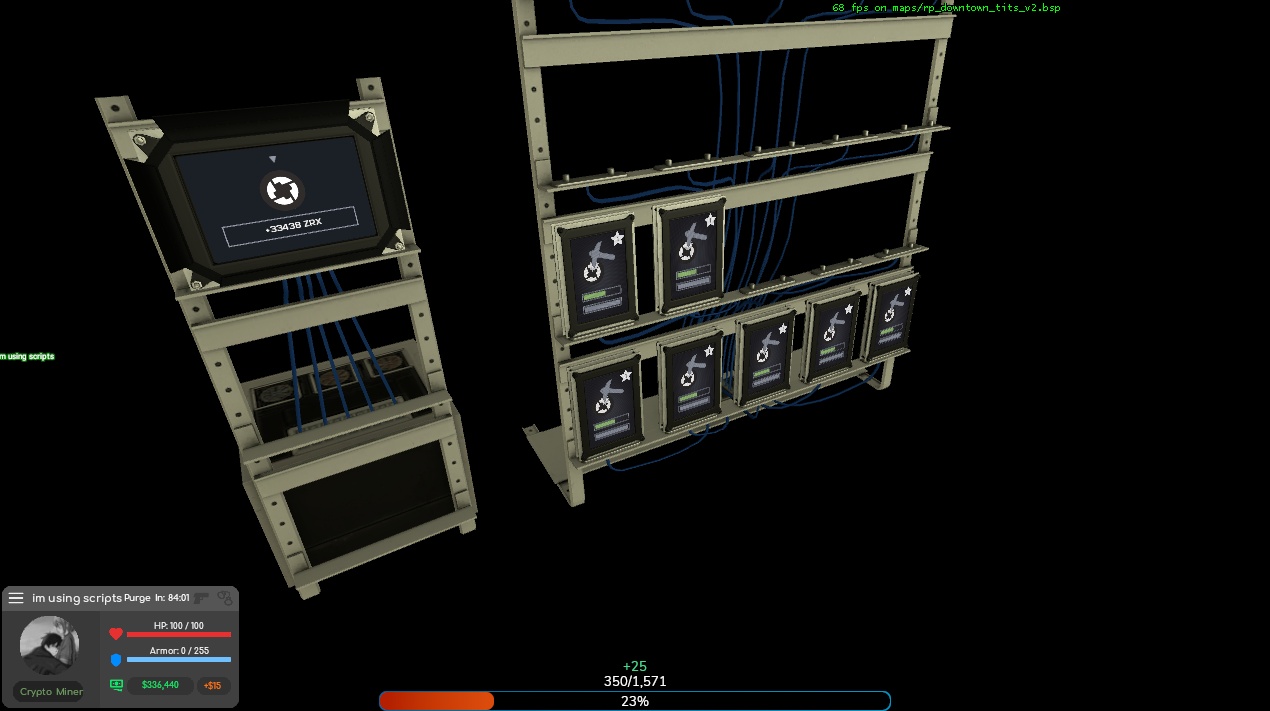 68 fps on maps/rp_downtown_tits_v2.bsp
+33439 ZRX
im using scripts
im using scripts Purge In: 84:01
HP: 100 / 100
Armor: 0 / 255
$336,440 +$15
Crypto Miner
+25
350/1,571
23%